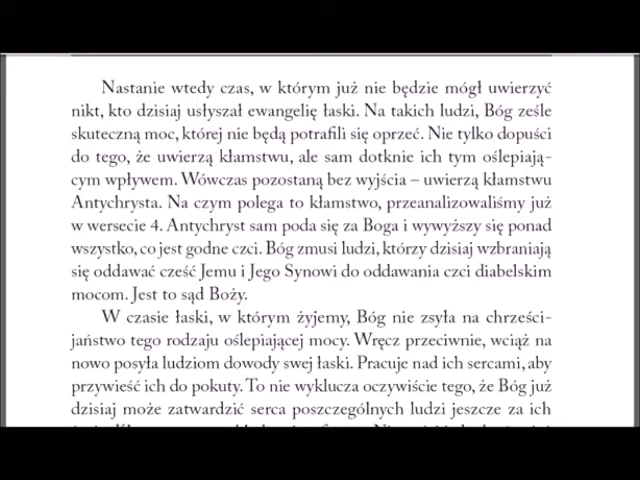 Nastanie wtedy czas, w którym już nie będzie mógł uwierzyć
nikt, kto dzisiaj usłyszał ewangelię łaski. Na takich ludzi, Bóg ześle
skuteczną moc, której nie będą potrafili się oprzeć. Nie tylko dopuści
do tego, że uwierzą kłamstwu, ale sam dotknie ich tym oślepiają-
cym wpływem. Wówczas pozostaną bez wyjścia – uwierzą kłamstwu
Antychrysta. Na czym polega to kłamstwo, przeanalizowaliśmy już
w wersecie 4. Antychryst sam poda się za Boga i wywyższy się ponad
wszystko, co jest godne czci. Bóg zmusi ludzi, którzy dzisiaj wzbraniają
się oddawać cześć Jemu i Jego Synowi do oddawania czci diabelskim
mocom. Jest to sąd Boży.
W czasie łaski, w którym żyjemy, Bóg nie zsyła na chrześci-
jaństwo tego rodzaju oślepiającej mocy. Wręcz przeciwnie, wciąż na
nowo posyła ludziom dowody swej łaski. Pracuje nad ich sercami, aby
przywieść ich do pokuty. To nie wyklucza oczywiście tego, że Bóg już
dzisiaj może zatwardzić serca poszczególnych ludzi jeszcze za ich